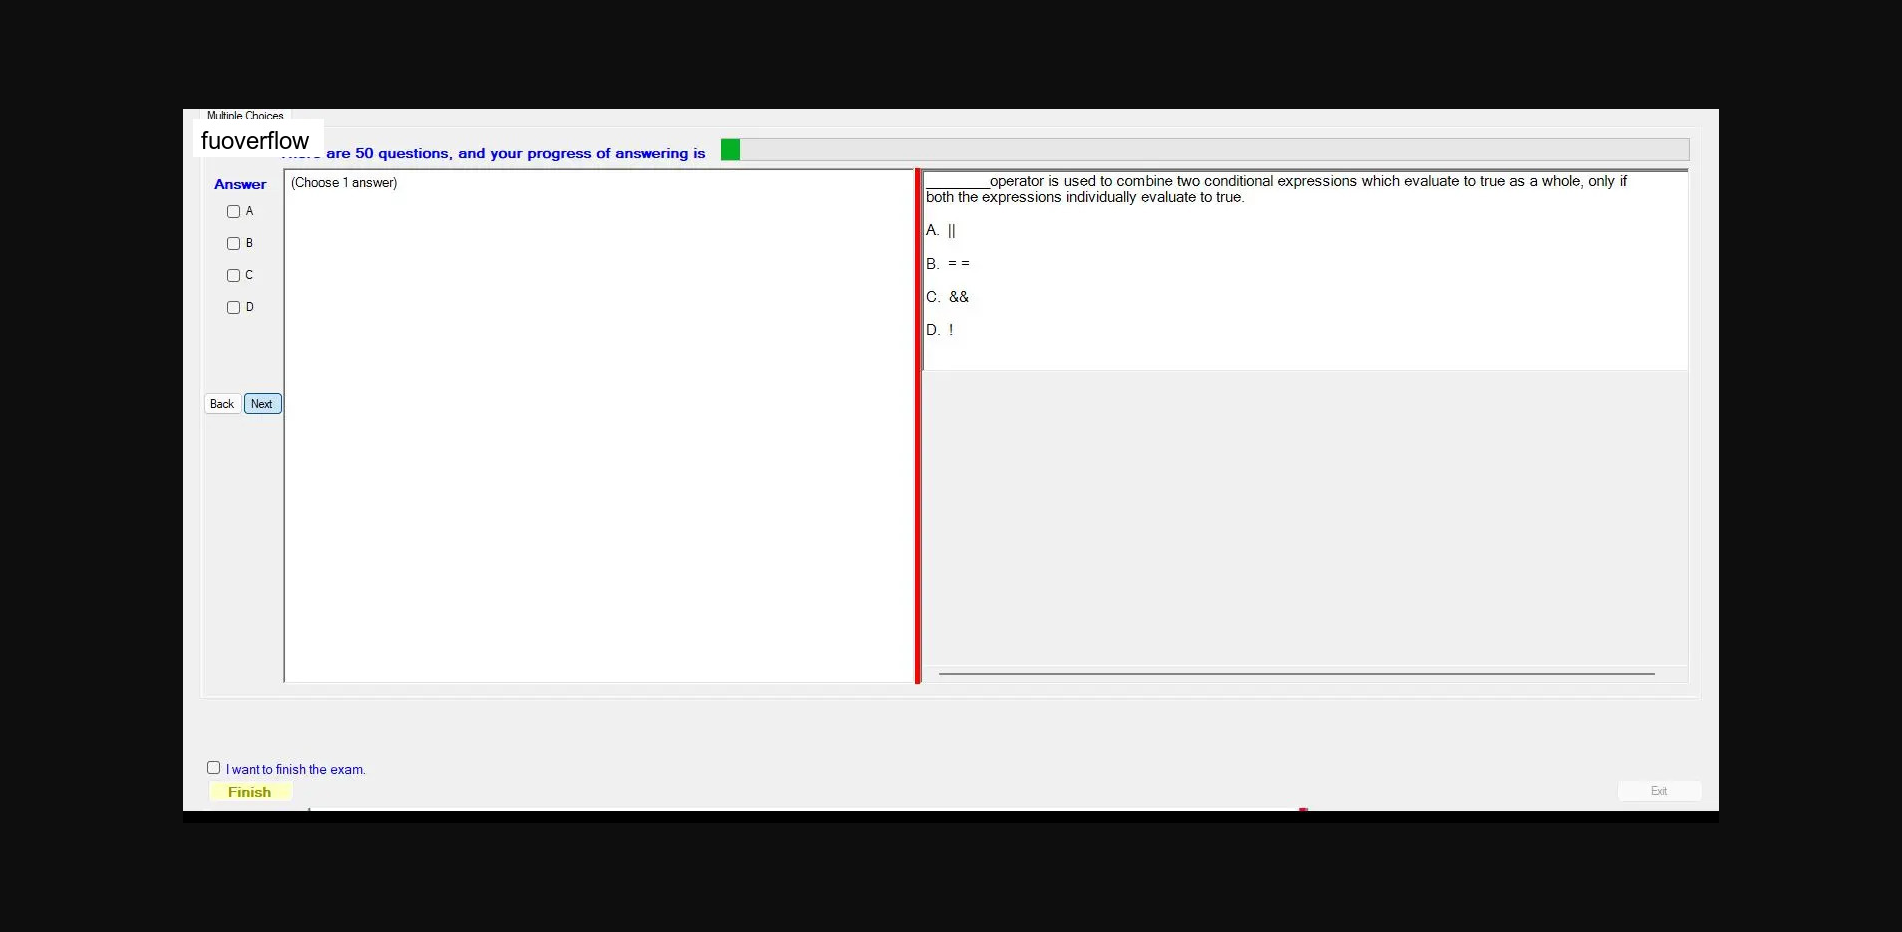 Multiple Choices
fuoverflow
are 50 questions, and your progress of answering is
Answer
(Choose 1 answer)
A
B
C
D
Back Next
________operator is used to combine two conditional expressions which evaluate to true as a whole, only if
both the expressions individually evaluate to true.
A. ||
B. = =
C. &&
D. !
I want to finish the exam.
Finish
Exit